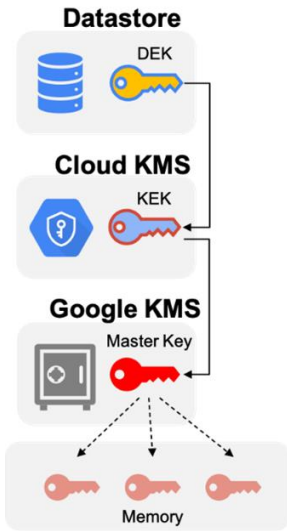 Datastore
DEK
Cloud KMS
KEK
Google KMS
Master Key
Memory